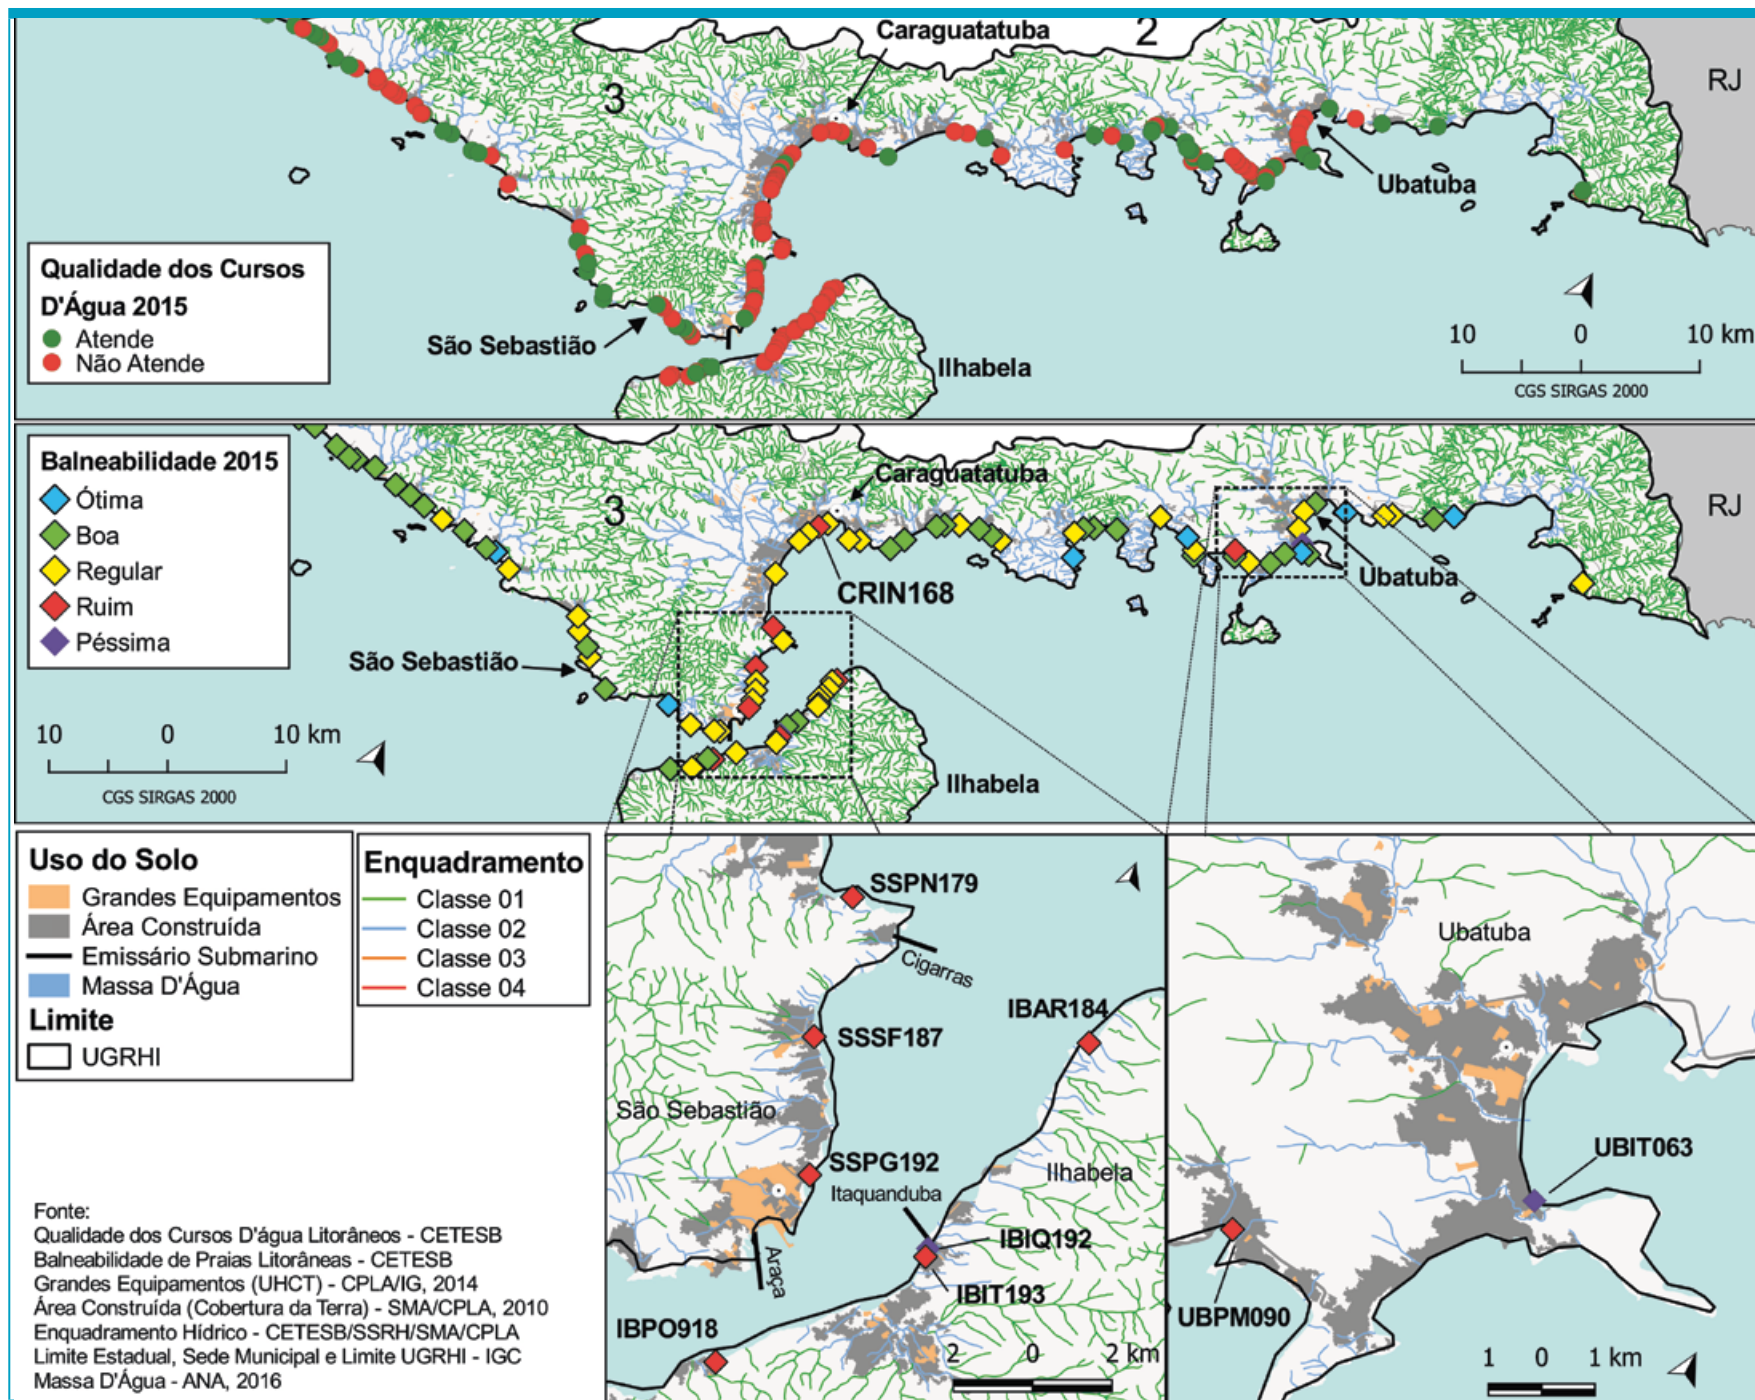 Caraguatatuba
2
RJ
3
Ubatuba
Qualidade dos Cursos
D'Água 2015
Atende
Não Atende
São Sebastião
Ilhabela
10 0 10 km
CGS SIRGAS 2000
Balneabilidade 2015
Ótima
Boa
Regular
Ruim
Péssima
Caraguatatuba
3
RJ
CRIN168
Ubatuba
São Sebastião
10 0 10 km
CGS SIRGAS 2000
Ilhabela
Uso do Solo
Grandes Equipamentos
Área Construída
Emissário Submarino
Massa D'Água
Limite
UGRHI
Enquadramento
Classe 01
Classe 02
Classe 03
Classe 04
SSPN179
Cigarras
IBAR184
SSSF187
São Sebastião
SSPG192
Itaquanduba
Ilhabela
IBIQ192
Araçá
IBIT193
IBPO918
2 0 2 km
Ubatuba
UBIT063
UBPM090
1 0 1 km
Fonte:
Qualidade dos Cursos D'água Litorâneos - CETESB
Balneabilidade de Praias Litorâneas - CETESB
Grandes Equipamentos (UHCT) - CPLA/IG, 2014
Área Construída (Cobertura da Terra) - SMA/CPLA, 2010
Enquadramento Hídrico - CETESB/SSRH/SMA/CPLA
Limite Estadual, Sede Municipal e Limite UGRHI - IGC
Massa D'Água - ANA, 2016